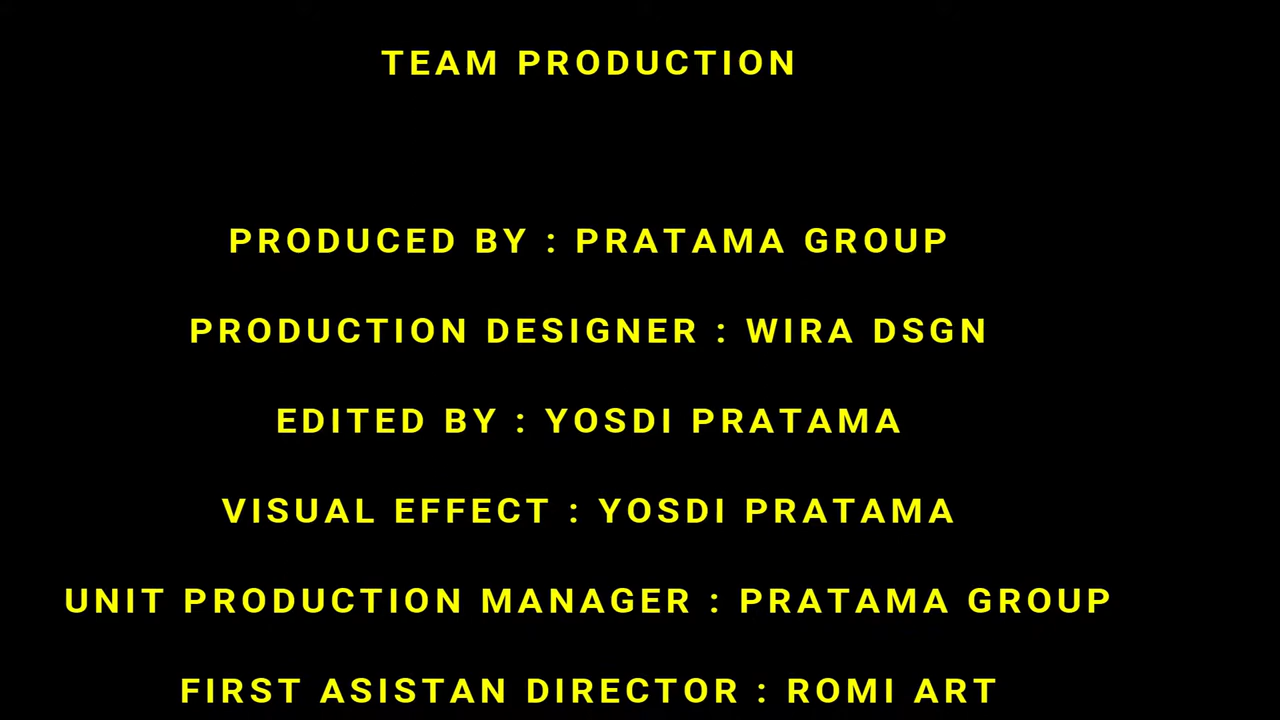 TEAM PRODUCTION
PRODUCED BY : PRATAMA GROUP
PRODUCTION DESIGNER : WIRA DSGN
EDITED BY : YOSDI PRATAMA
VISUAL EFFECT : YOSDI PRATAMA
UNIT PRODUCTION MANAGER : PRATAMA GROUP
FIRST ASISTAN DIRECTOR : ROMI ART